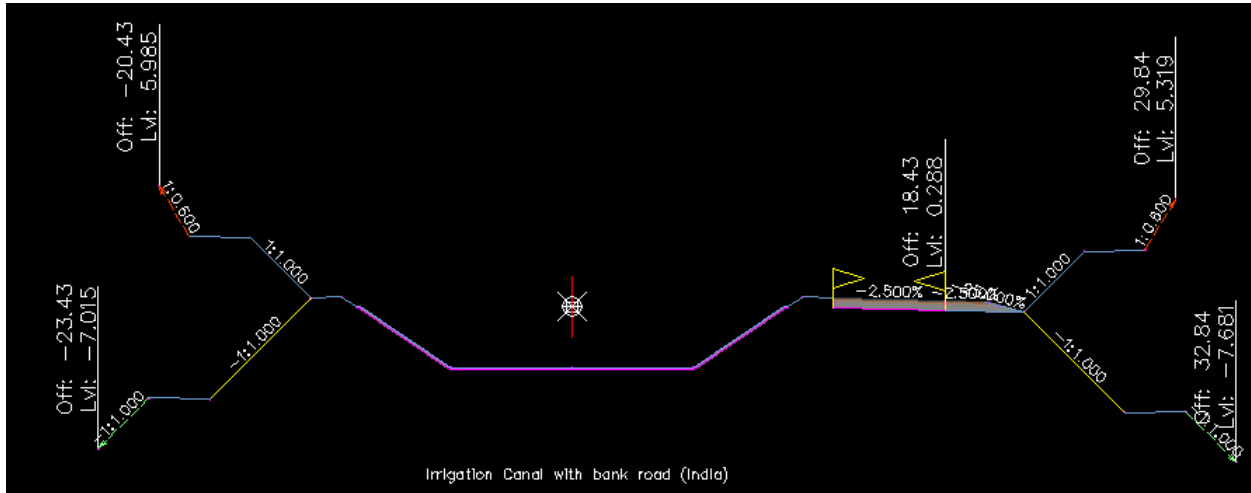 Off: -20.43
Lvl: 5.985
1:0.600
1:1.000
Off: 29.84
Lvl: 5.319
1:0.600
1:1.000
Off: 18.43
Lvl: 0.288
-2.500%
-2.500%
Off: -23.43
Lvl: -7.015
-1:1.000
-1:1.000
-1:1.000
Off: 32.84
Lvl: -7.681
Irrigation Canal with bank road (India)